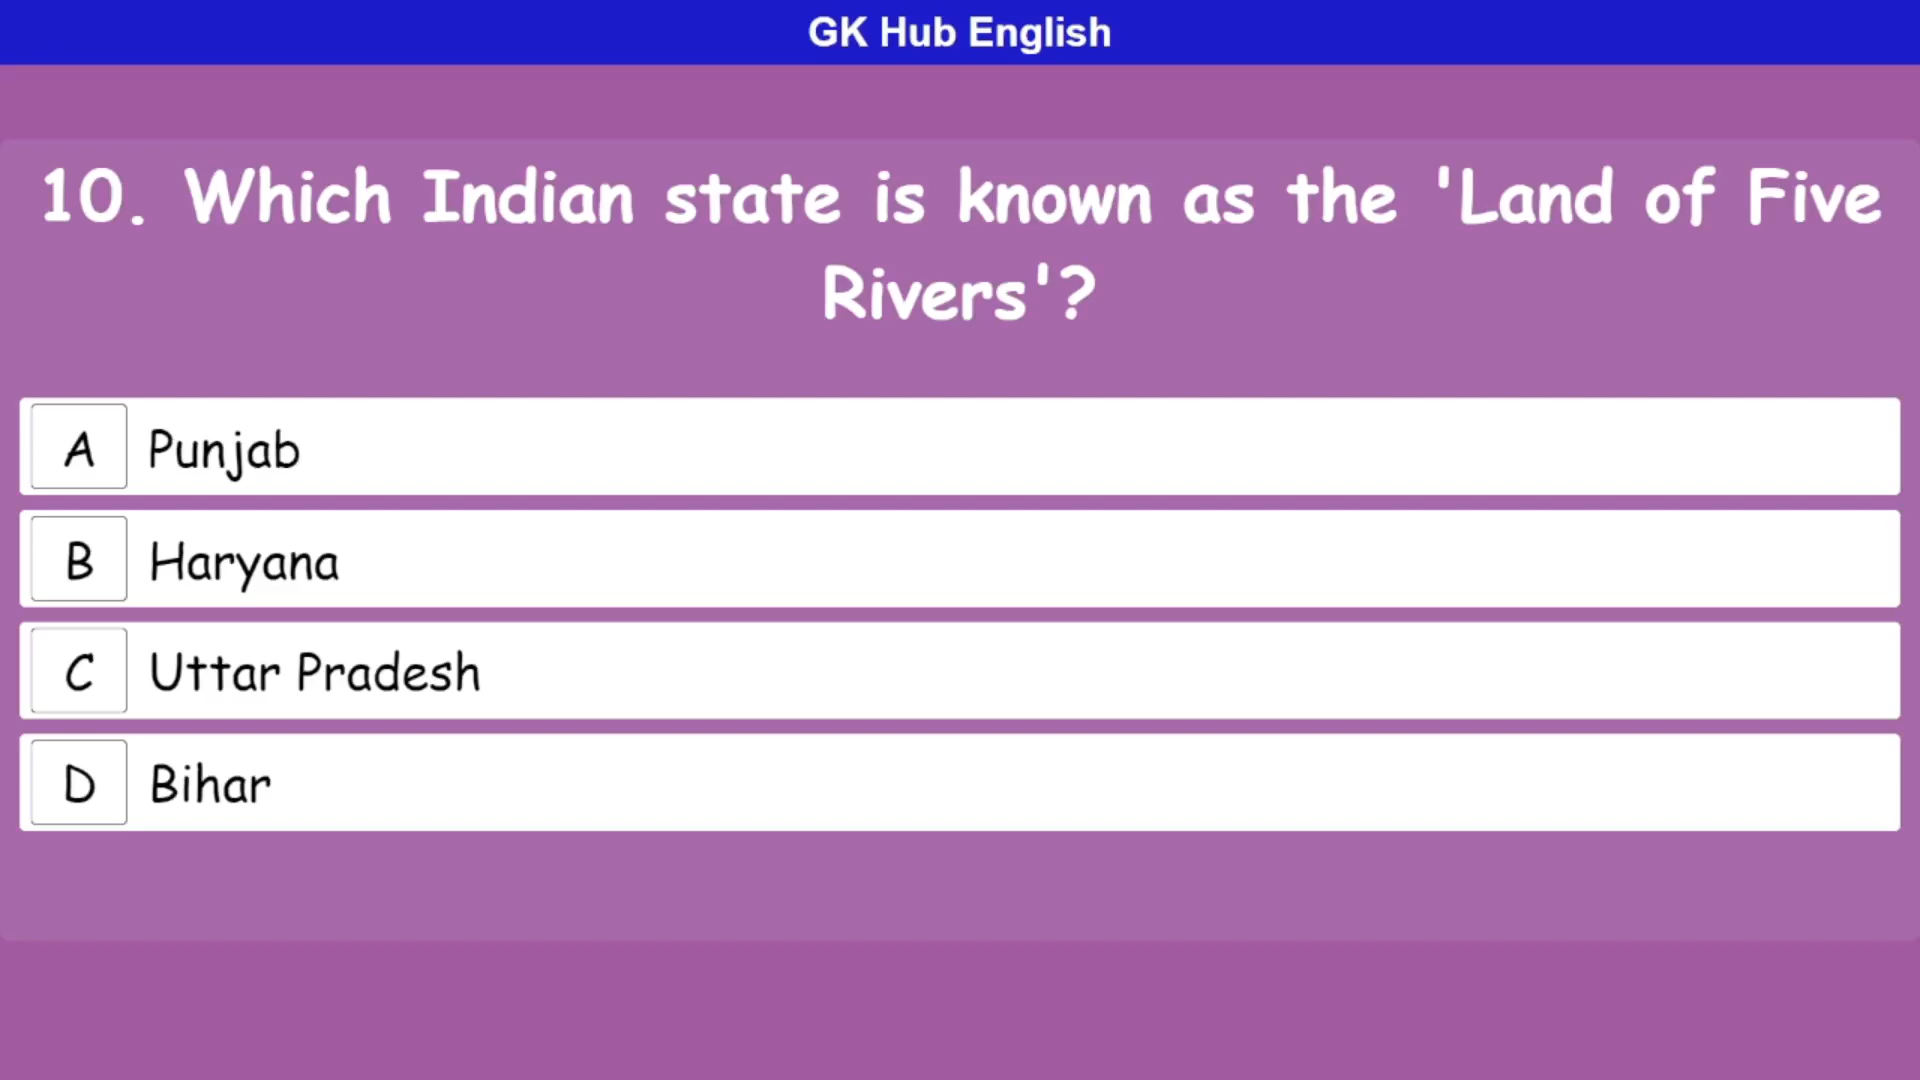 GK Hub English
10. Which Indian state is known as the 'Land of Five
Rivers'?
A Punjab
B Haryana
C Uttar Pradesh
D Bihar